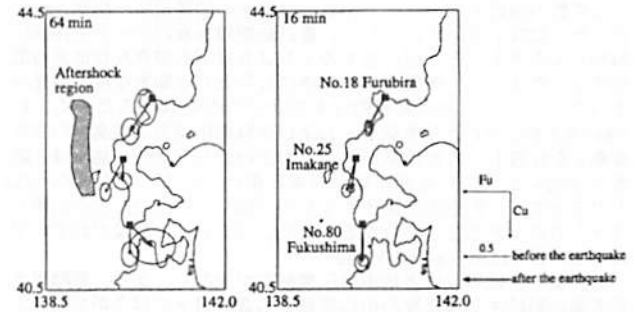 44.5
64 min
Aftershock
region
40.5
138.5
142.0
44.5
16 min
No.18 Furubira
No.25
Imakane
No.80
Fukushima
40.5
138.5
142.0
Fu
Cu
0.5
before the earthquake
after the earthquake